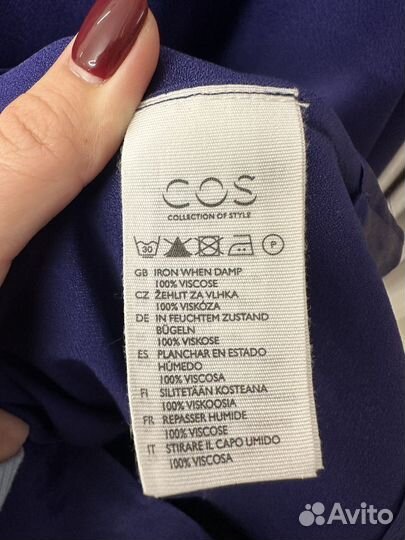 COS
COLLECTION OF STYLE
30 P
GB IRON WHEN DAMP
100% VISCOSE
CZ ŽEHLIT ZA VLHKA
100% VISKÓZA
DE IN FEUCHTEM ZUSTAND
BÜGELN
100% VISKOSE
ES PLANCHAR EN ESTADO
HÚMEDO
100% VISCOSA
FI SILITETÄÄN KOSTEANA
100% VISKOOSIA
FR REPASSER HUMIDE
100% VISCOSE
IT STIRARE IL CAPO UMIDO
100% VISCOSA
Avito